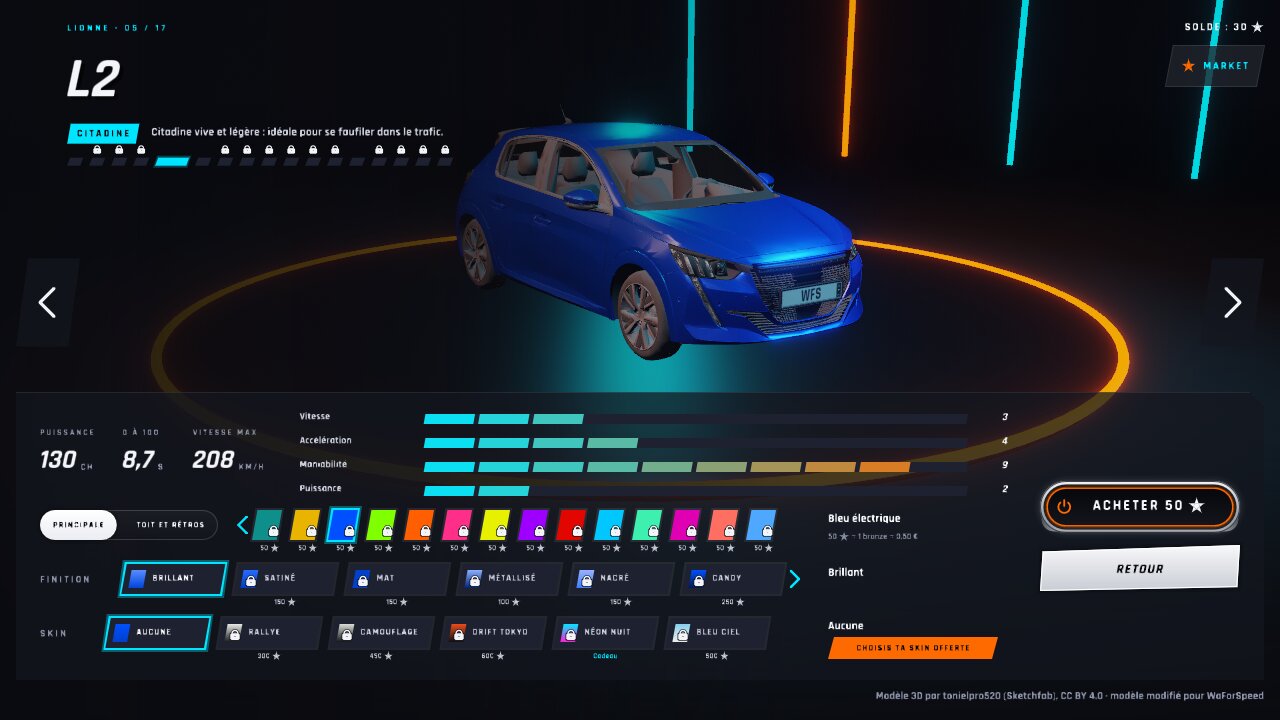 LIONNE · 05 / 17
SOLDE : 30 ★
★ MARKET
L2
CITADINE
Citadine vive et légère : idéale pour se faufiler dans le trafic.
WFS
PUISSANCE
0 À 100
VITESSE MAX
130 CH
8,7 S
208 KM/H
Vitesse 3
Accélération 4
Maniabilité 9
Puissance 2
PRINCIPALE
TOIT ET RÉTROS
50 ★ 50 ★ 50 ★ 50 ★ 50 ★ 50 ★ 50 ★ 50 ★ 50 ★ 50 ★ 50 ★ 50 ★ 50 ★ 50 ★
Bleu électrique
50 ★ = 1 bronze = 0,50 €
ACHETER 50 ★
FINITION
BRILLANT
SATINÉ
MAT
MÉTALLISÉ
NACRÉ
CANDY
150 ★ 150 ★ 100 ★ 150 ★ 250 ★
Brillant
RETOUR
SKIN
AUCUNE
RALLYE
CAMOUFLAGE
DRIFT TOKYO
NÉON NUIT
BLEU CIEL
300 ★ 450 ★ 600 ★ Cadeau 500 ★
Aucune
CHOISIS TA SKIN OFFERTE
Modèle 3D par tonielpro520 (Sketchfab), CC BY 4.0 · modèle modifié pour WaForSpeed